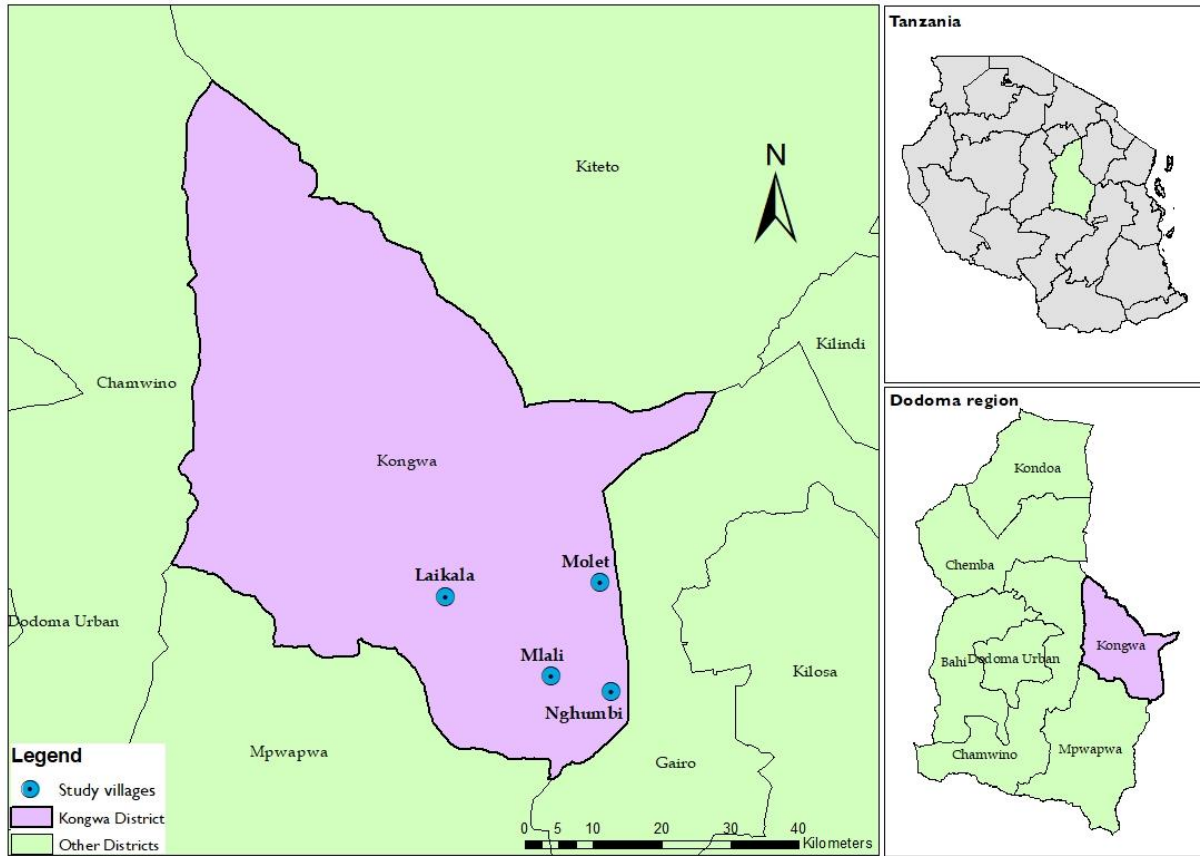 Kiteto
N
Kilindi
Chamwino
Kongwa
Molet
Laikala
Dodoma Urban
Mlali
Kilosa
Nghumbi
Mpwapwa
Gairo
Legend
Study villages
Kongwa District
Other Districts
0 5 10 20 30 40
Kilometers
Tanzania
Dodoma region
Kondoa
Chemba
Kongwa
Bahi
Dodoma Urban
Chamwino
Mpwapwa